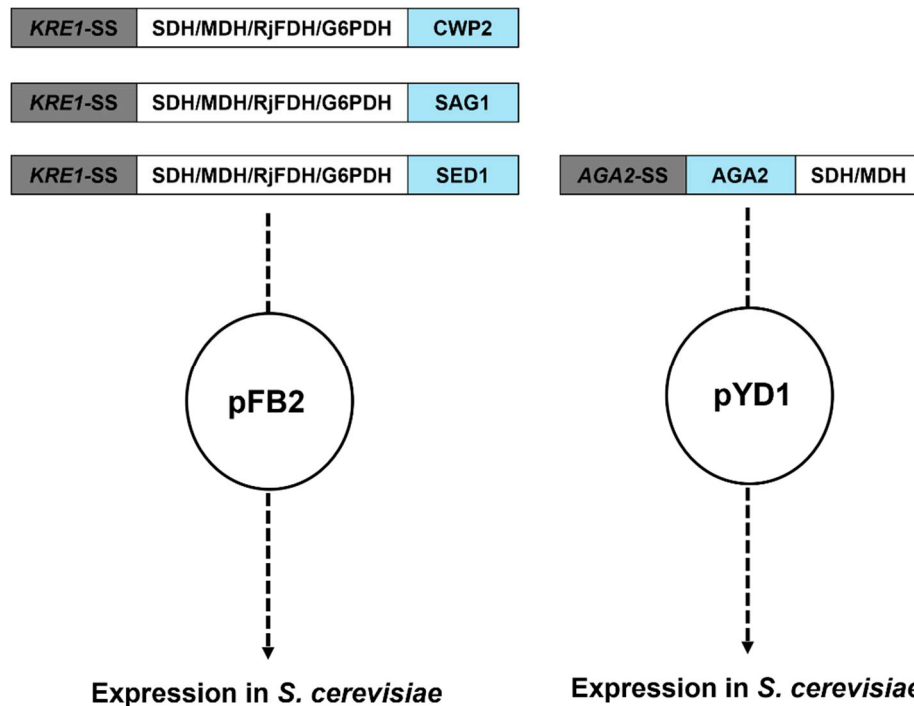 KRE1-SS SDH/MDH/RjFDH/G6PDH CWP2
KRE1-SS SDH/MDH/RjFDH/G6PDH SAG1
KRE1-SS SDH/MDH/RjFDH/G6PDH SED1
AGA2-SS AGA2 SDH/MDH
pFB2
pYD1
Expression in S. cerevisiae
Expression in S. cerevisiae